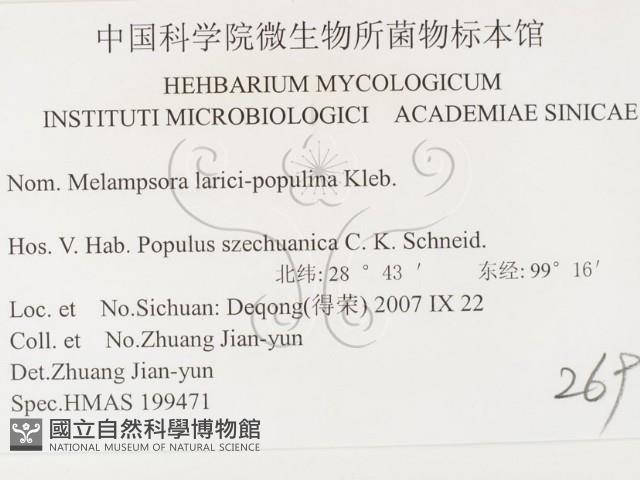 中国科学院微生物所菌物标本馆
HEHBARIUM MYCOLOGICUM
INSTITUTI MICROBIOLOGICI ACADEMIAE SINICAE
Nom. Melampsora larici-populina Kleb.
Hos. V. Hab. Populus szechuanica C. K. Schneid.
北纬: 28 ° 43 ′ 东经: 99° 16′
Loc. et No.Sichuan: Deqong(得荣) 2007 IX 22
Coll. et No.Zhuang Jian-yun
Det.Zhuang Jian-yun
Spec.HMAS 199471
269
國立自然科學博物館
NATIONAL MUSEUM OF NATURAL SCIENCE